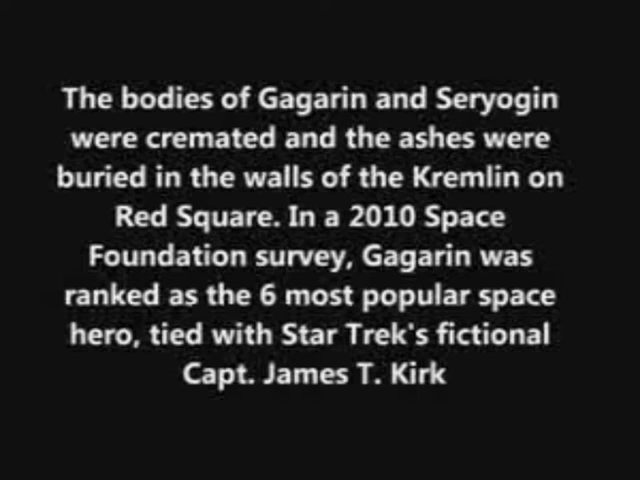 The bodies of Gagarin and Seryogin
were cremated and the ashes were
buried in the walls of the Kremlin on
Red Square. In a 2010 Space
Foundation survey, Gagarin was
ranked as the 6 most popular space
hero, tied with Star Trek's fictional
Capt. James T. Kirk